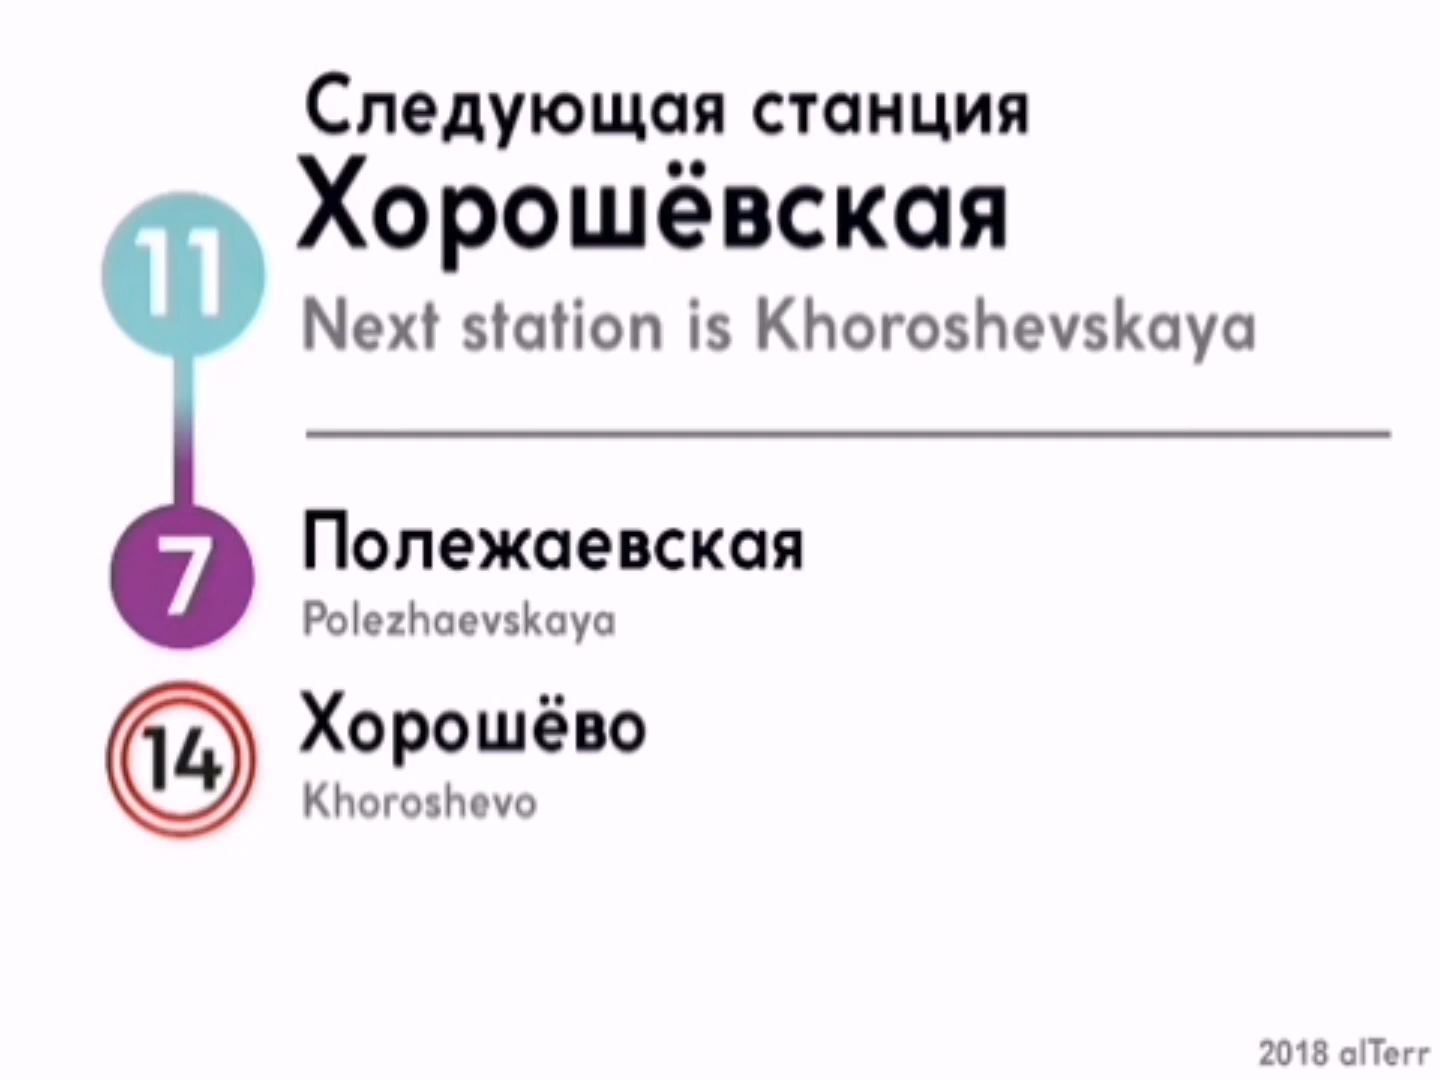 Следующая станция
11 Хорошёвская
Next station is Khoroshevskaya
7 Полежаевская
Polezhaevskaya
14 Хорошёво
Khoroshevo
2018 alTerr